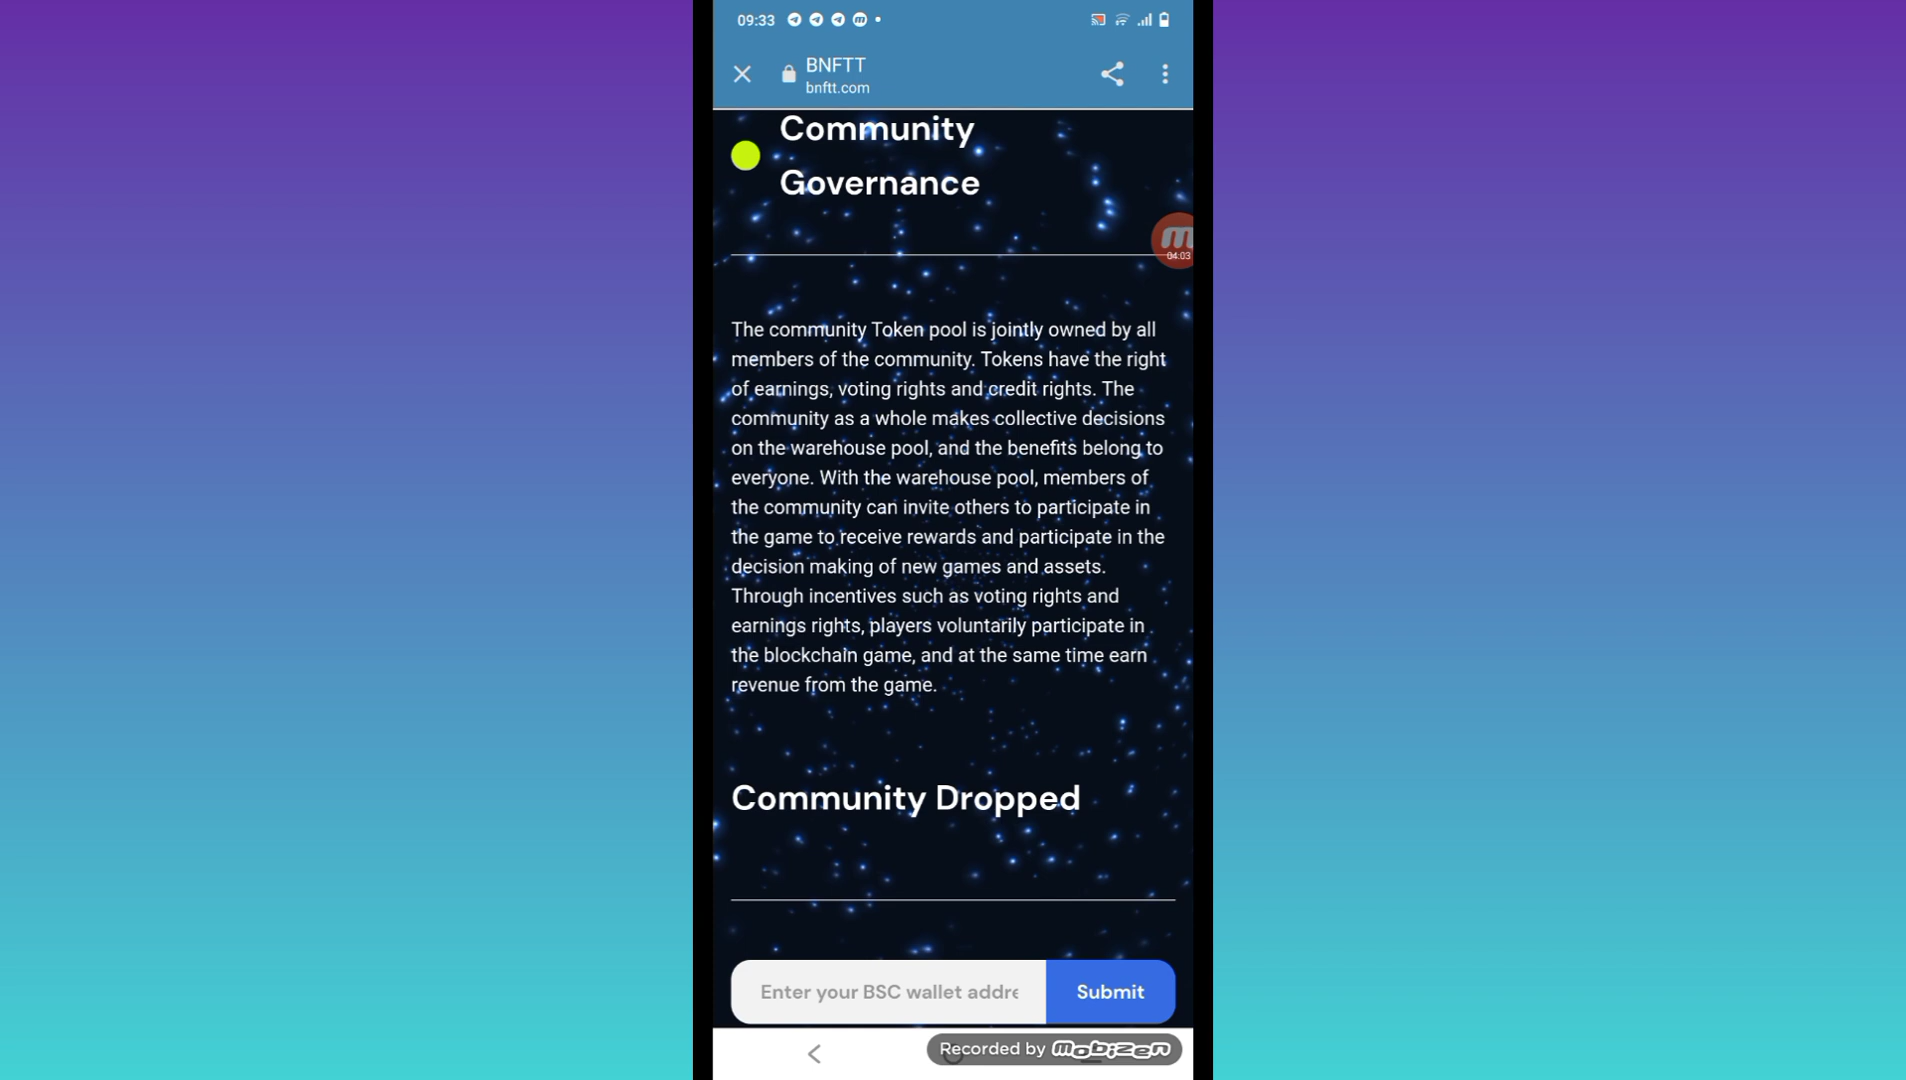 09:33
BNFTT
bnftt.com
Community
Governance
04:03
The community Token pool is jointly owned by all
members of the community. Tokens have the right
of earnings, voting rights and credit rights. The
community as a whole makes collective decisions
on the warehouse pool, and the benefits belong to
everyone. With the warehouse pool, members of
the community can invite others to participate in
the game to receive rewards and participate in the
decision making of new games and assets.
Through incentives such as voting rights and
earnings rights, players voluntarily participate in
the blockchain game, and at the same time earn
revenue from the game.
Community Dropped
Enter your BSC wallet addre
Submit
Recorded by mobizen